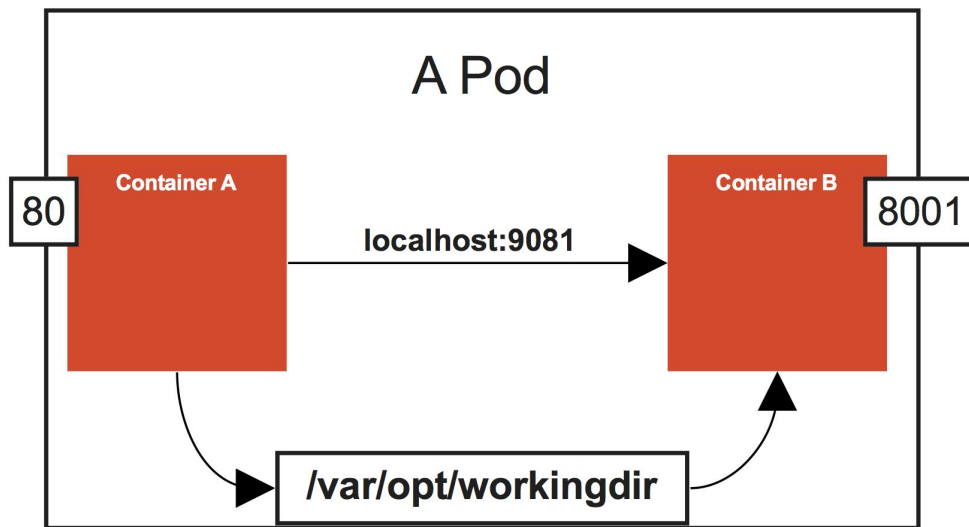 A Pod
Container A
Container B
80
8001
localhost:9081
/var/opt/workingdir